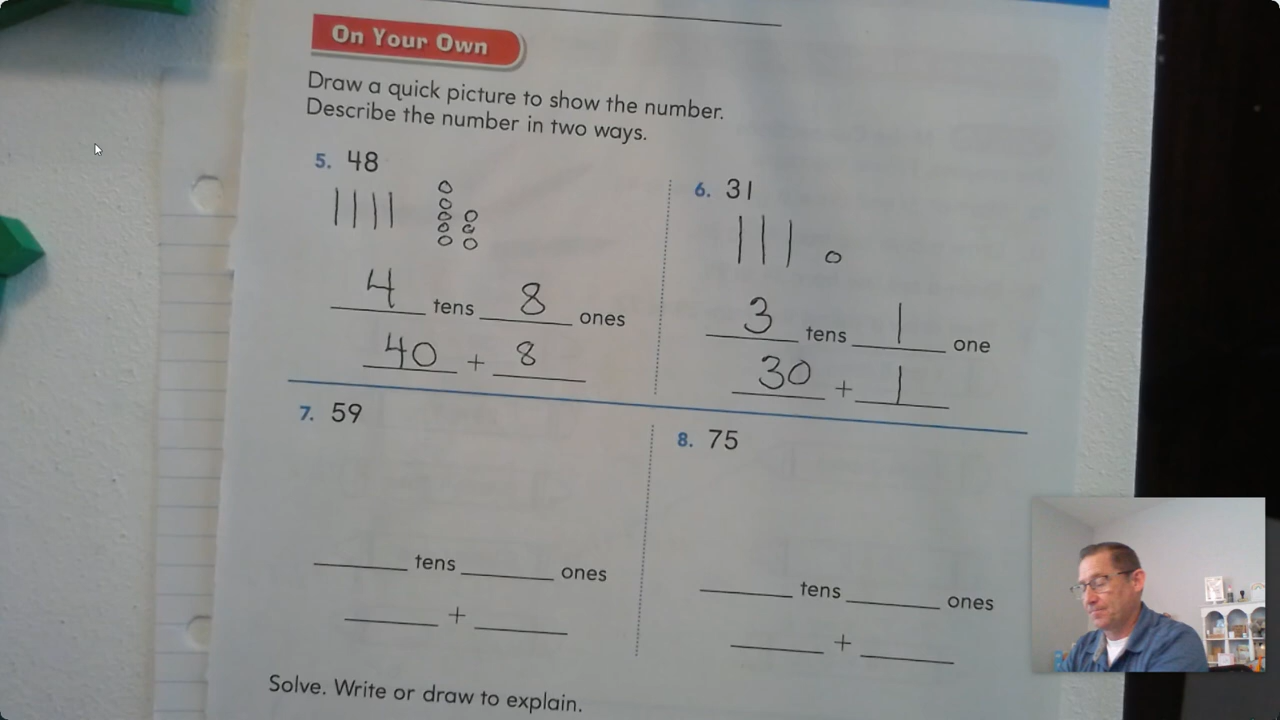 On Your Own
Draw a quick picture to show the number.
Describe the number in two ways.
5. 48
4 tens 8 ones
40 + 8
6. 31
3 tens 1 one
30 + 1
7. 59
tens ones
+
8. 75
tens ones
+
Solve. Write or draw to explain.